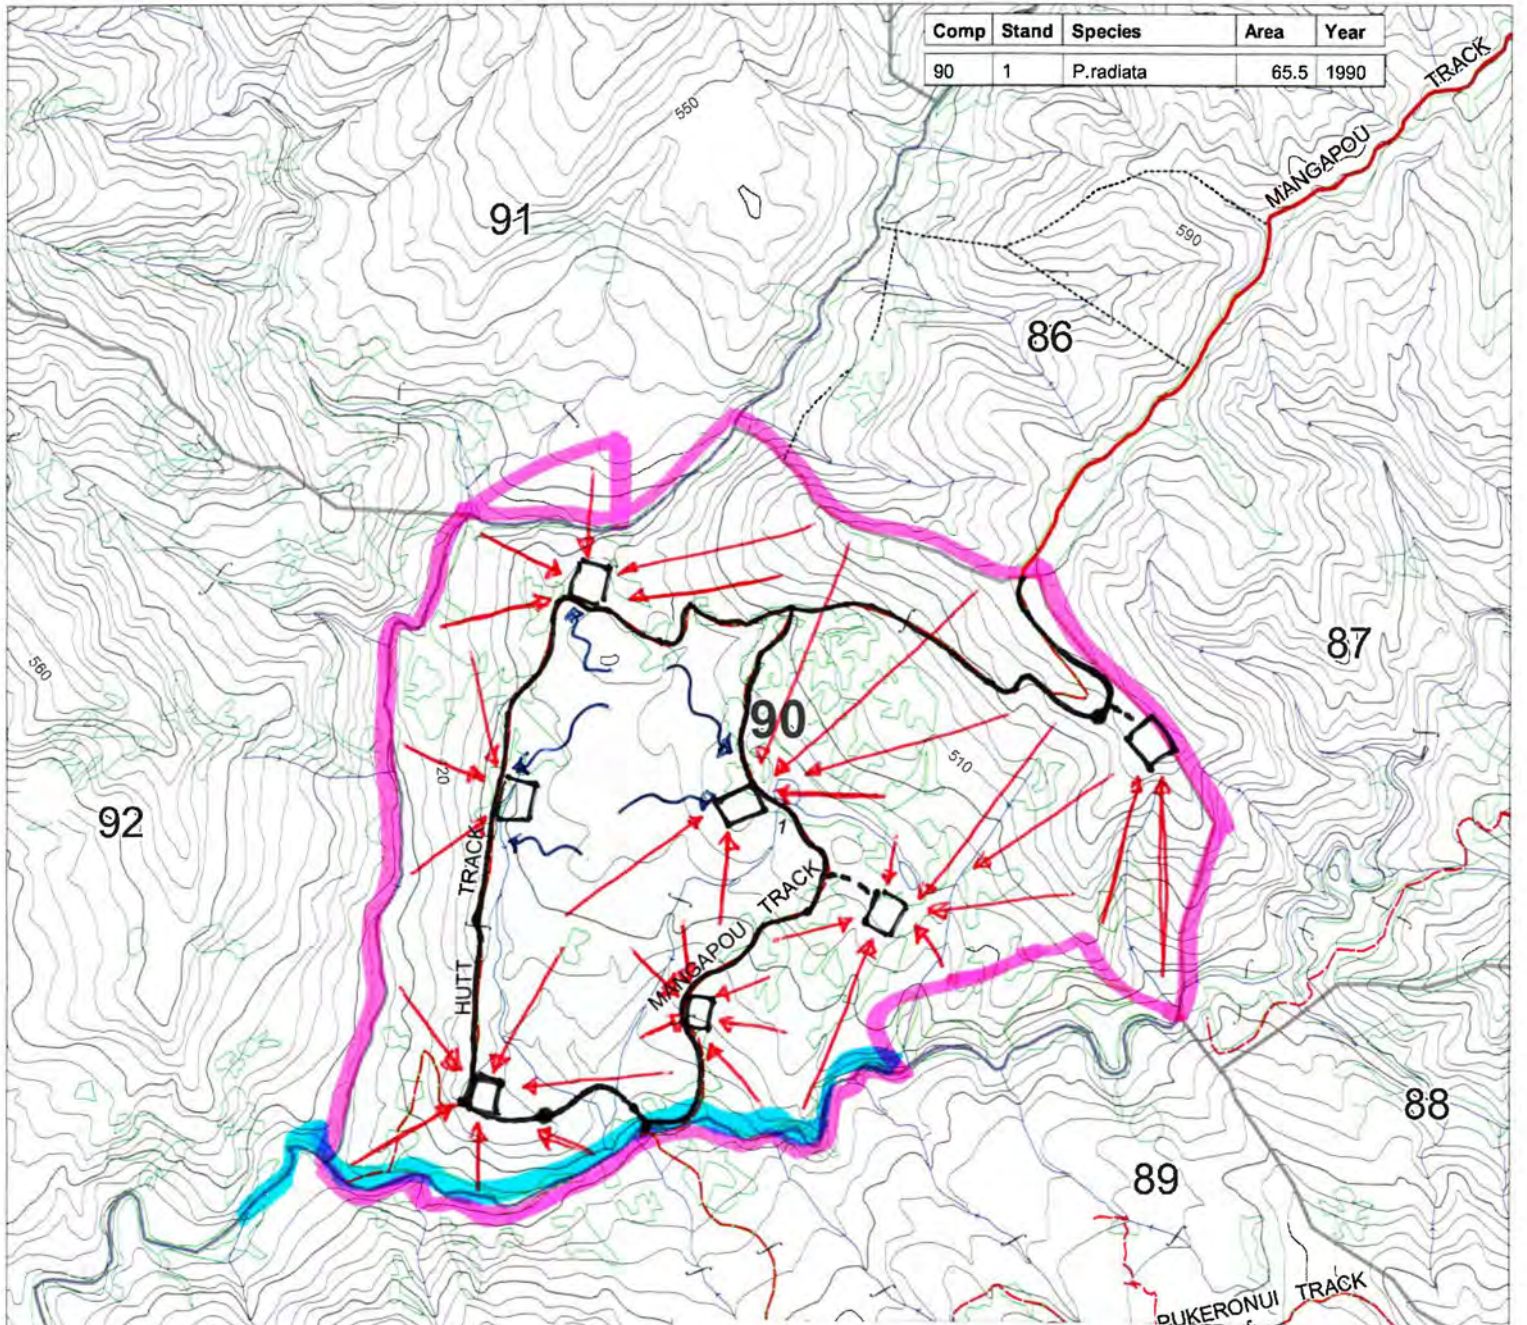 Comp Stand Species Area Year
90 1 P.radiata 65.5 1990
MANGAPOU TRACK
550
91
590
86
560
87
90
510
20
92
1
HUTT TRACK
MANGAPOU TRACK
88
89
PUKERONUI TRACK